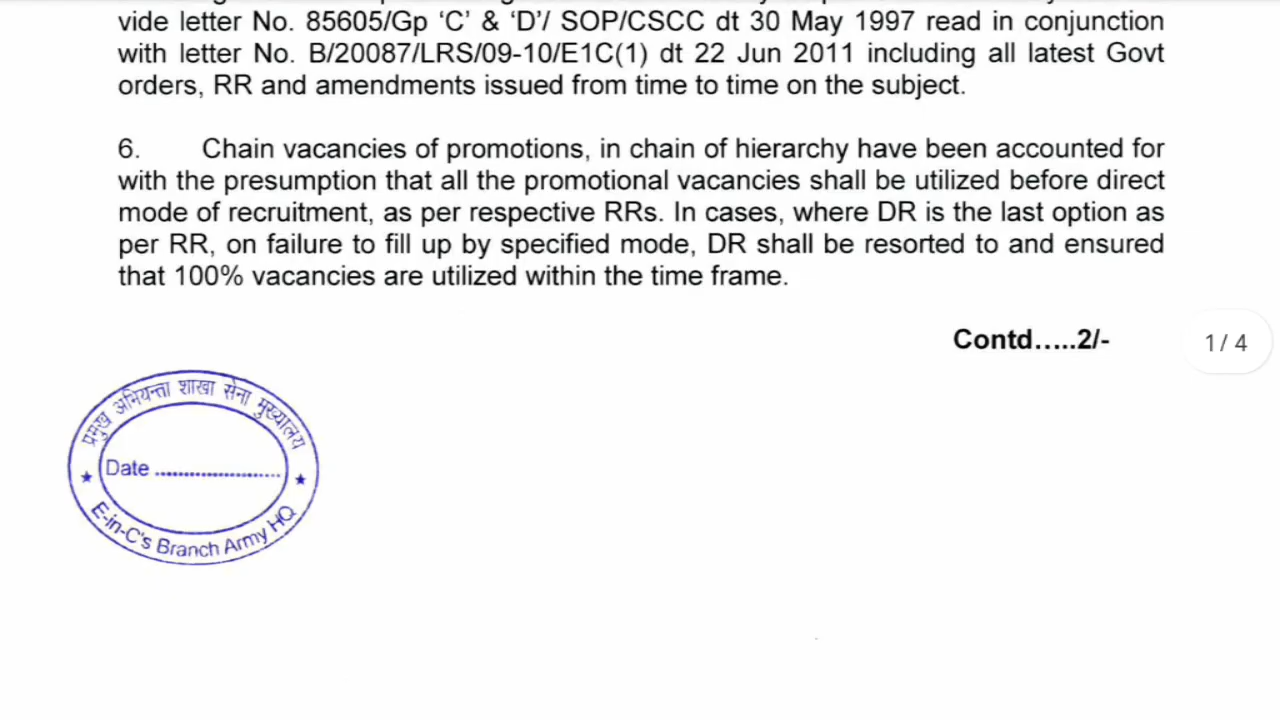 vide letter No. 85605/Gp ‘C’ & ‘D’/ SOP/CSCC dt 30 May 1997 read in conjunction
with letter No. B/20087/LRS/09-10/E1C(1) dt 22 Jun 2011 including all latest Govt
orders, RR and amendments issued from time to time on the subject.
6. Chain vacancies of promotions, in chain of hierarchy have been accounted for
with the presumption that all the promotional vacancies shall be utilized before direct
mode of recruitment, as per respective RRs. In cases, where DR is the last option as
per RR, on failure to fill up by specified mode, DR shall be resorted to and ensured
that 100% vacancies are utilized within the time frame.
Contd…..2/-
1 / 4
प्रमुख अभियन्ता शाखा सेना मुख्यालय
Date ..............................
E-in-C's Branch Army HQ